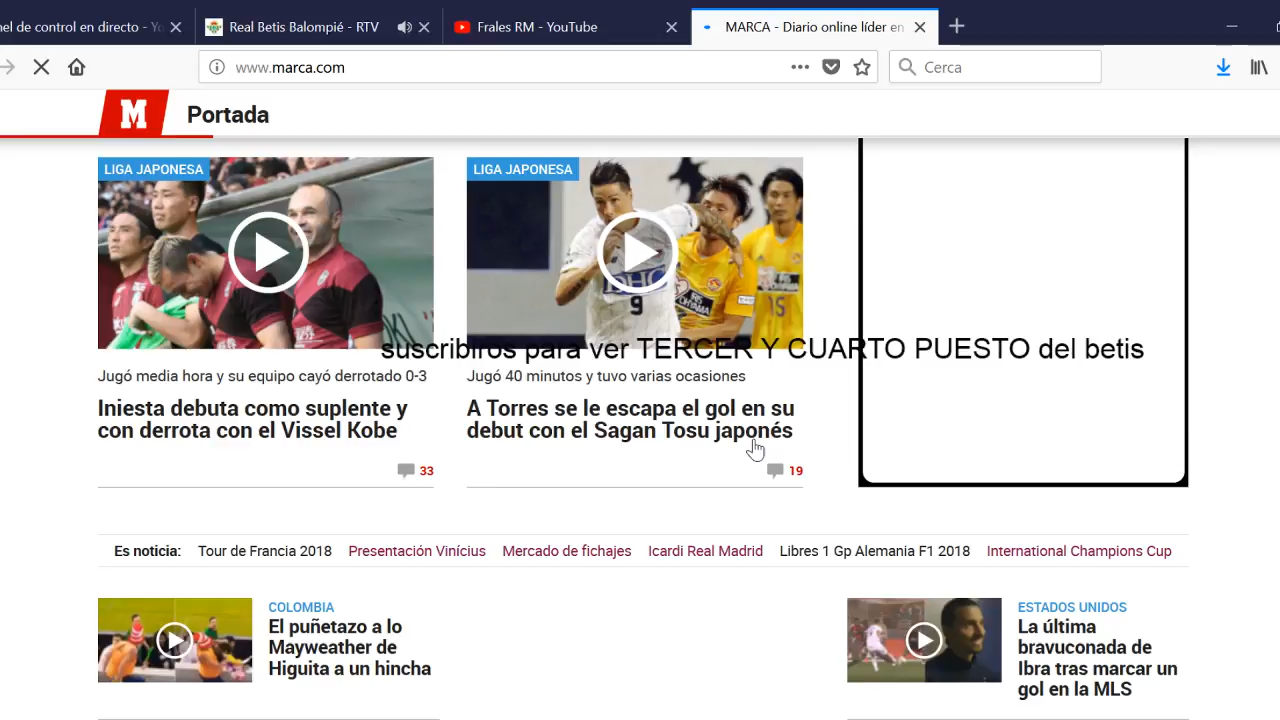 nel de control en directo - Yo
Real Betis Balompié - RTV
Frales RM - YouTube
MARCA - Diario online líder en
www.marca.com
Cerca
M
Portada
LIGA JAPONESA
LIGA JAPONESA
DHC
9
15
suscribiros para ver TERCER Y CUARTO PUESTO del betis
Jugó media hora y su equipo cayó derrotado 0-3
Iniesta debuta como suplente y
con derrota con el Vissel Kobe
33
Jugó 40 minutos y tuvo varias ocasiones
A Torres se le escapa el gol en su
debut con el Sagan Tosu japonés
19
Es noticia:
Tour de Francia 2018
Presentación Vinícius
Mercado de fichajes
Icardi Real Madrid
Libres 1 Gp Alemania F1 2018
International Champions Cup
COLOMBIA
El puñetazo a lo
Mayweather de
Higuita a un hincha
ESTADOS UNIDOS
La última
bravuconada de
Ibra tras marcar un
gol en la MLS